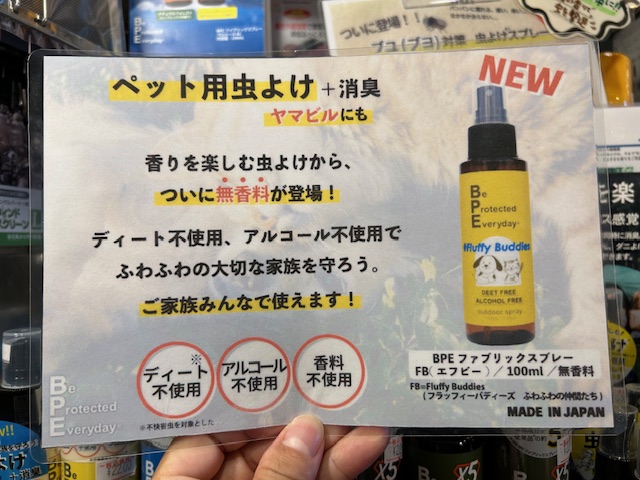 ついに登場！！
ブユ(ブヨ)対策 虫よけスプレー
ペット用虫よけ＋消臭
ヤマビルにも
NEW
香りを楽しむ虫よけから、
ついに無香料が登場！
ディート不使用、アルコール不使用で
ふわふわの大切な家族を守ろう。
ご家族みんなで使えます！
※
ディート
不使用
アルコール
不使用
香料
不使用
※不快害虫を対象とした
Be
Protected
Everyday
Be
Protected
Everyday
#Fluffy Buddies
DEET FREE
ALCOHOL FREE
outdoor spray
BPE ファブリックスプレー
FB( エフビー ) ／100ml ／無香料
FB=Fluffy Buddies
( フラッフィーバディーズ ふわふわの仲間たち )
MADE IN JAPAN
X5
X5